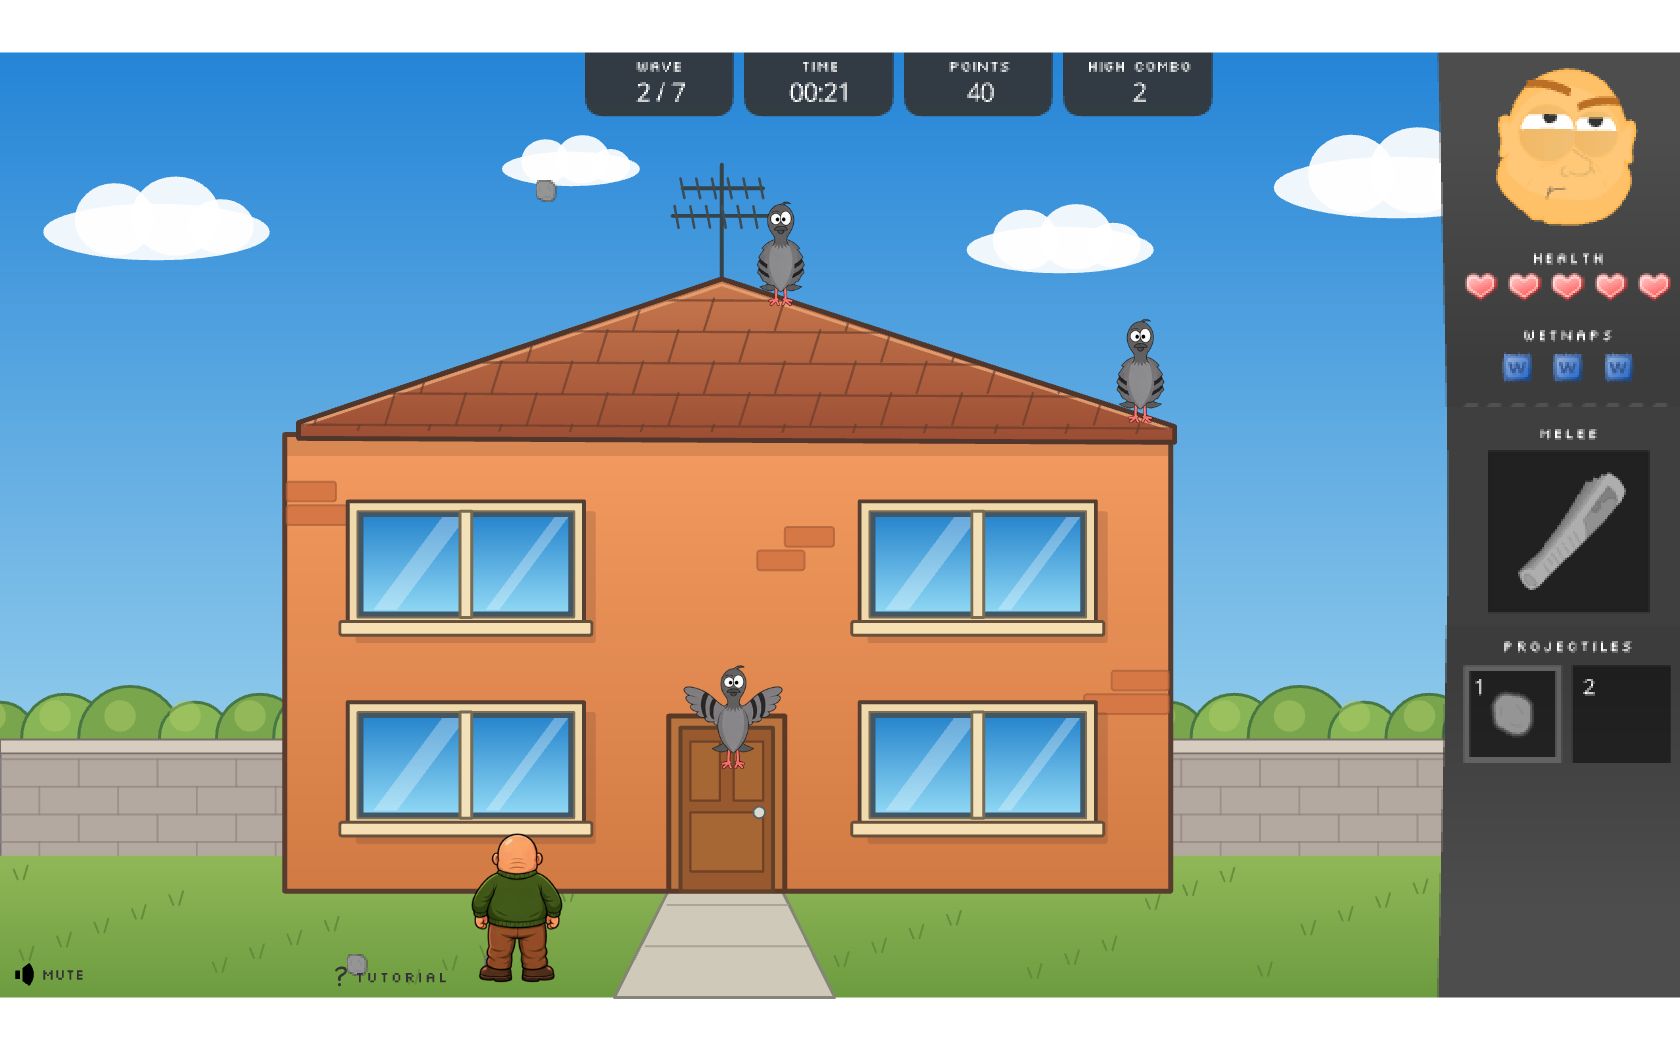 WAVE
2 / 7
TIME
00:21
POINTS
40
HIGH COMBO
2
HEALTH
WETNAPS
W W W
MELEE
PROJECTILES
1
2
MUTE
? TUTORIAL